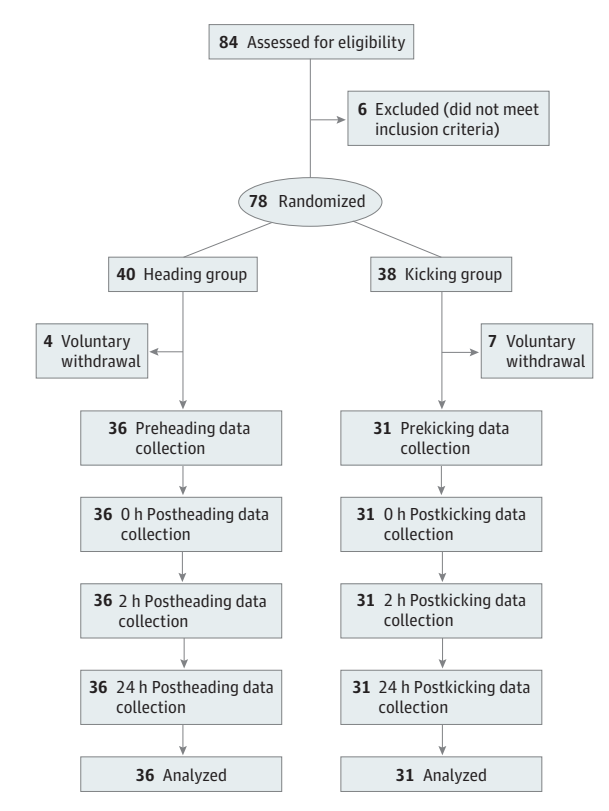 84 Assessed for eligibility
6 Excluded (did not meet
inclusion criteria)
78 Randomized
40 Heading group
38 Kicking group
4 Voluntary
withdrawal
7 Voluntary
withdrawal
36 Preheading data
collection
31 Prekicking data
collection
36 0 h Postheading data
collection
31 0 h Postkicking data
collection
36 2 h Postheading data
collection
31 2 h Postkicking data
collection
36 24 h Postheading data
collection
31 24 h Postkicking data
collection
36 Analyzed
31 Analyzed